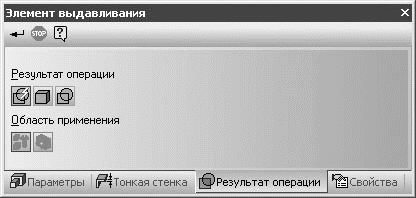 Элемент выдавливания
STOP ?
Результат операции
Область применения
Параметры Тонкая стенка Результат операции Свойства